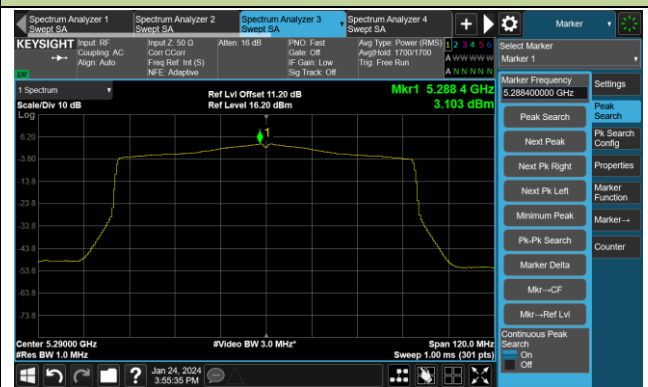 Spectrum Analyzer 1
Swept SA
Spectrum Analyzer 2
Swept SA
Spectrum Analyzer 3
Swept SA
Spectrum Analyzer 4
Swept SA
+
Marker
KEYSIGHT
Input: RF
Coupling: AC
Align: Auto
Input Z: 50 Ω
Corr CCorr
Freq Ref: Int (S)
NFE: Adaptive
Atten: 16 dB
PNO: Fast
Gate: Off
IF Gain: Low
Sig Track: Off
Avg Type: Power (RMS)
Avg|Hold: 1700/1700
Trig: Free Run
1 2 3 4 5 6
A W W W W W
A N N N N N
Select Marker
Marker 1
1 Spectrum
Scale/Div 10 dB
Log
Ref Lvl Offset 11.20 dB
Ref Level 16.20 dBm
Mkr1 5.288 4 GHz
3.103 dBm
1
6.20
-3.80
-13.8
-23.8
-33.8
-43.8
-53.8
-63.8
-73.8
Center 5.29000 GHz
#Res BW 1.0 MHz
#Video BW 3.0 MHz*
Span 120.0 MHz
Sweep 1.00 ms (301 pts)
Marker Frequency
5.288400000 GHz
Peak Search
Next Peak
Next Pk Right
Next Pk Left
Minimum Peak
Pk-Pk Search
Marker Delta
Mkr→CF
Mkr→Ref Lvl
Continuous Peak
Search
On
Off
Settings
Peak
Search
Pk Search
Config
Properties
Marker
Function
Marker→
Counter
?
Jan 24, 2024
3:55:35 PM